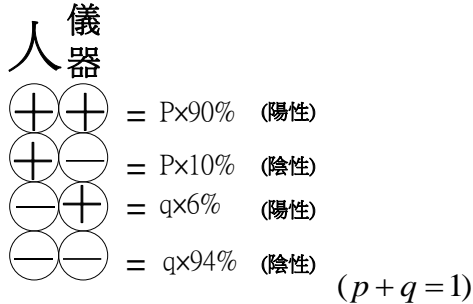 人 儀器
+ + = P×90% (陽性)
+ − = P×10% (陰性)
− + = q×6% (陽性)
− − = q×94% (陰性)
(p + q = 1)